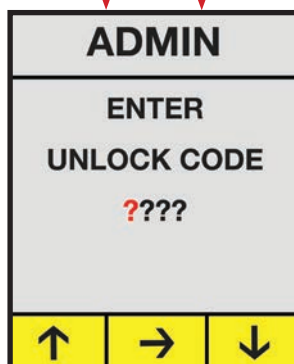 ADMIN
ENTER
UNLOCK CODE
????
↑ → ↓